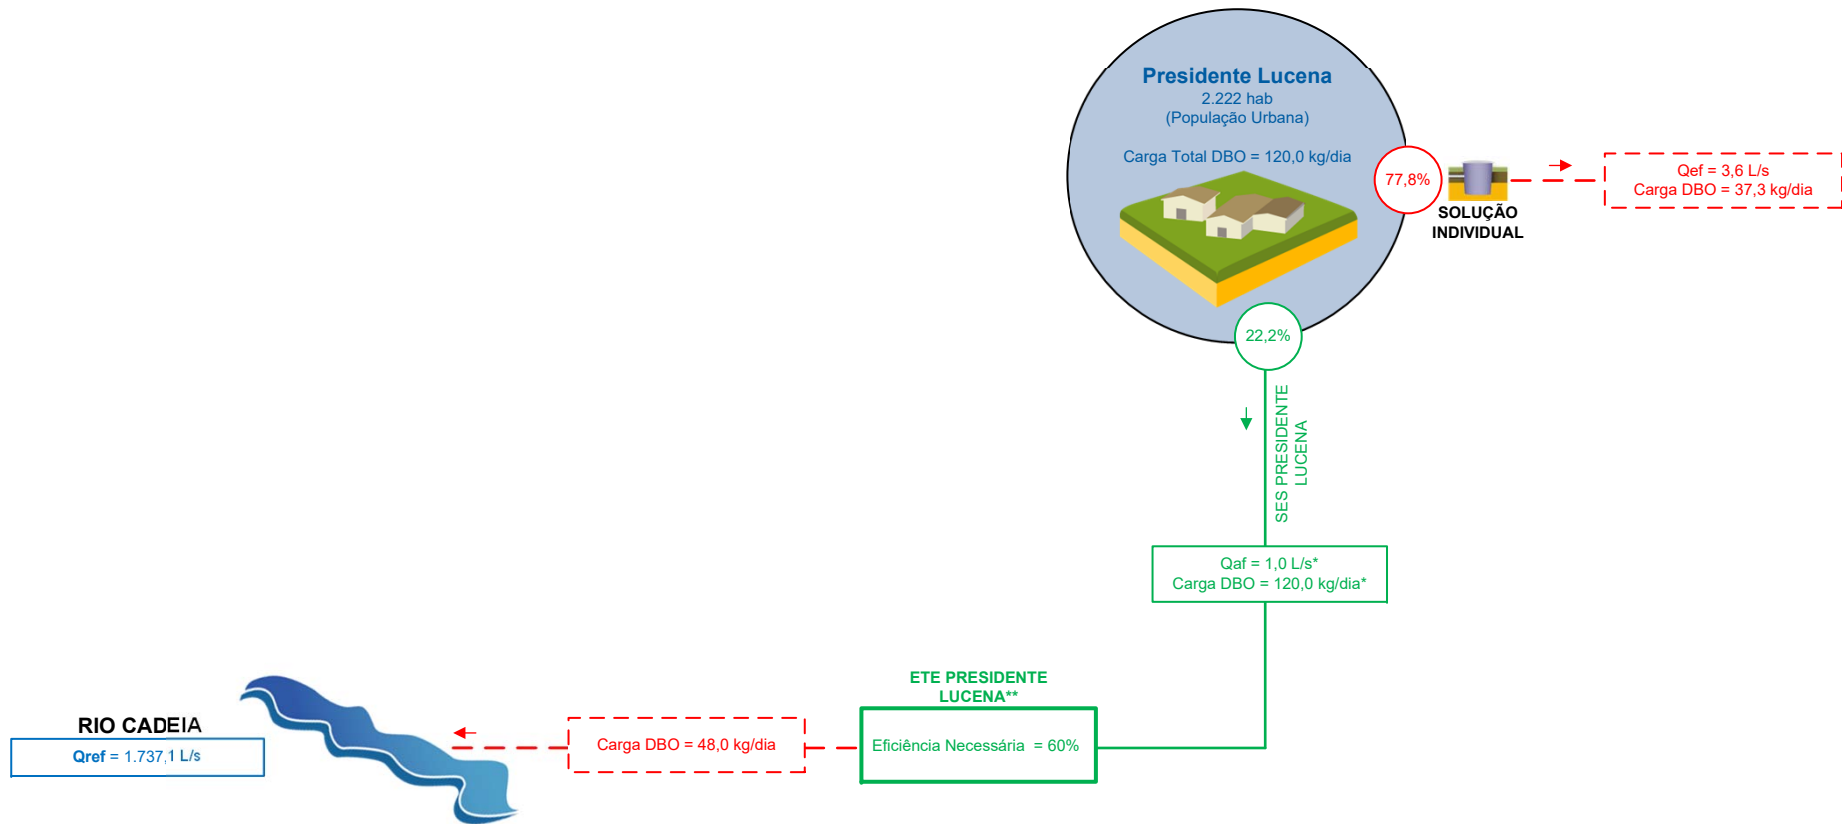 Presidente Lucena
2.222 hab
(População Urbana)
Carga Total DBO = 120,0 kg/dia
77,8%
SOLUÇÃO
INDIVIDUAL
Qef = 3,6 L/s
Carga DBO = 37,3 kg/dia
22,2%
SES PRESIDENTE
LUCENA
Qaf = 1,0 L/s*
Carga DBO = 120,0 kg/dia*
ETE PRESIDENTE
LUCENA**
Eficiência Necessária = 60%
Carga DBO = 48,0 kg/dia
RIO CADEIA
Qref = 1.737,1 L/s